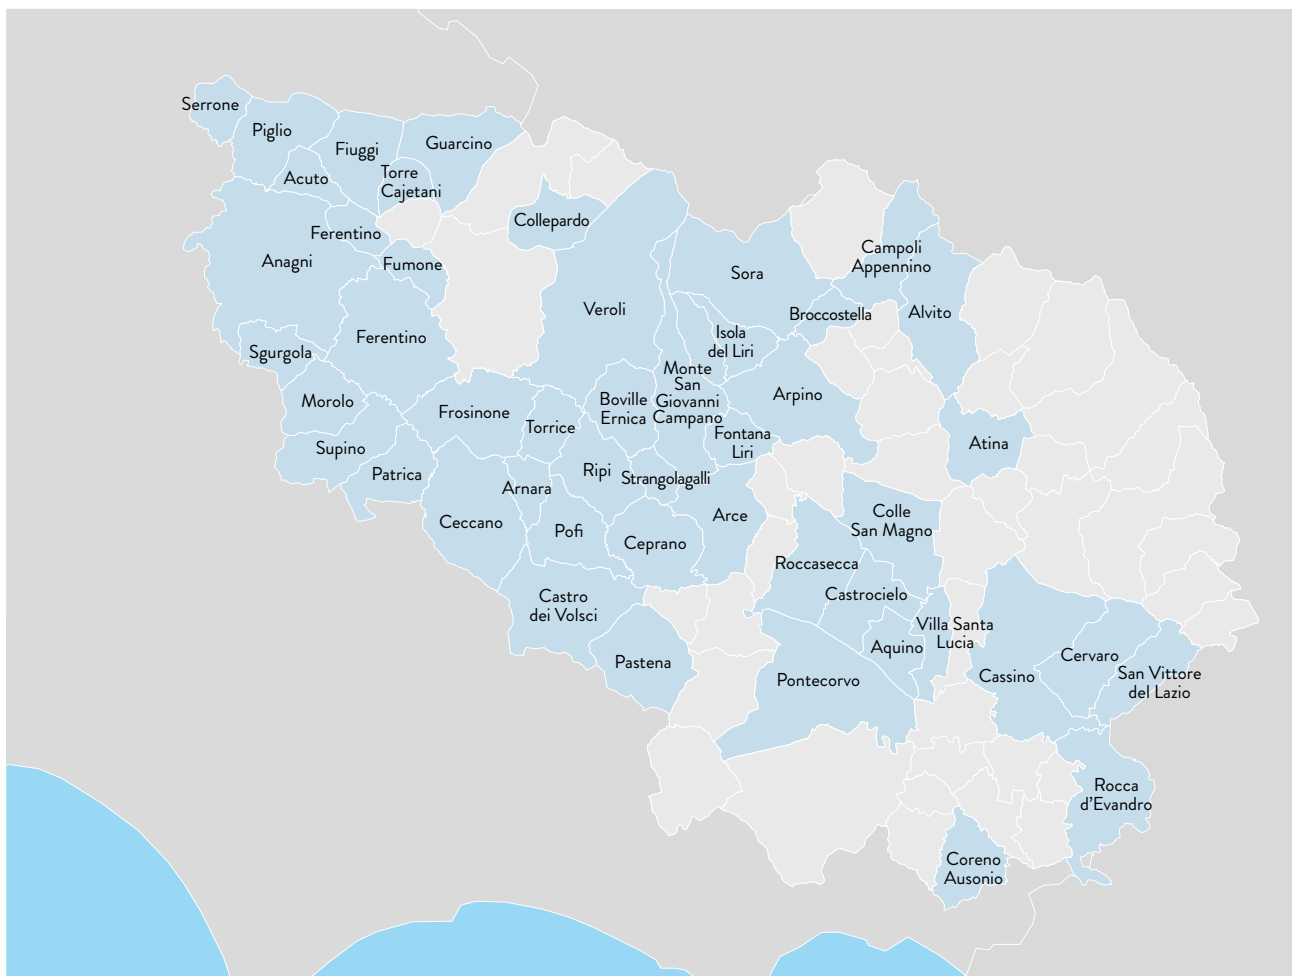 Serrone
Piglio
Fiuggi
Guarcino
Acuto
Torre
Cajetani
Collepardo
Ferentino
Anagni
Fumone
Campoli
Appennino
Sora
Veroli
Broccostella
Alvito
Ferentino
Isola
del Liri
Sgurgola
Monte
San
Giovanni
Campano
Arpino
Morolo
Boville
Ernica
Frosinone
Torrice
Fontana
Liri
Atina
Supino
Patrica
Ripi
Strangolagalli
Arnara
Colle
San Magno
Ceccano
Pofi
Arce
Ceprano
Roccasecca
Castro
dei Volsci
Castrocielo
Villa Santa
Lucia
Aquino
Cervaro
Pastena
Pontecorvo
Cassino
San Vittore
del Lazio
Rocca
d'Evandro
Coreno
Ausonio